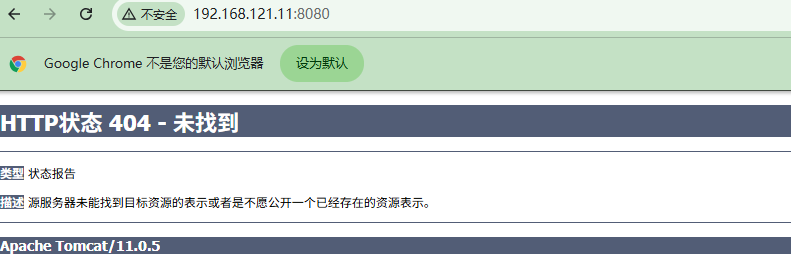 不安全 192.168.121.11:8080
Google Chrome 不是您的默认浏览器 设为默认
HTTP状态 404 - 未找到
类型 状态报告
描述 源服务器未能找到目标资源的表示或者是不愿公开一个已经存在的资源表示。
Apache Tomcat/11.0.5